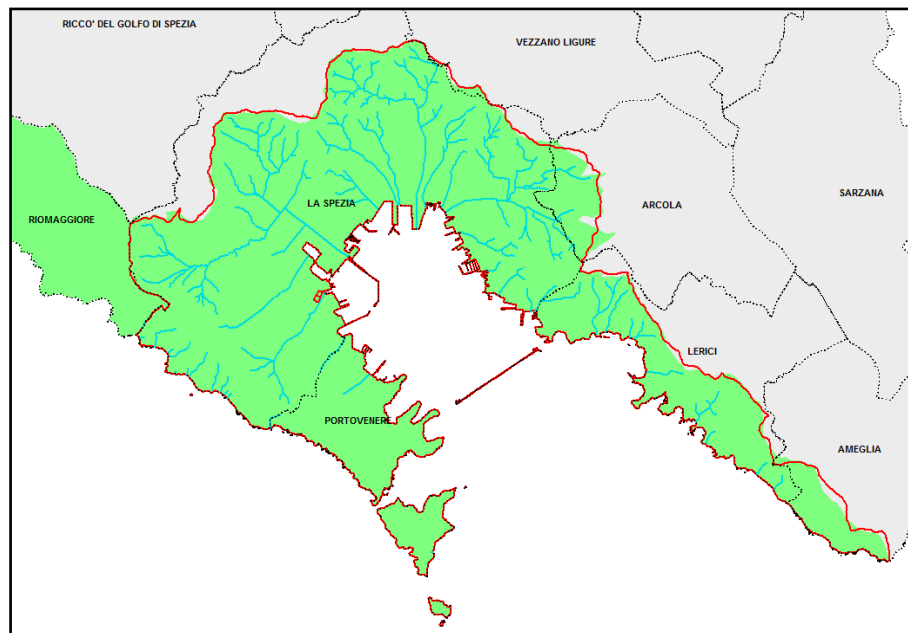 RICCO' DEL GOLFO DI SPEZIA
VEZZANO LIGURE
SARZANA
LA SPEZIA
ARCOLA
RIOMAGGIORE
LERICI
PORTOVENERE
AMEGLIA